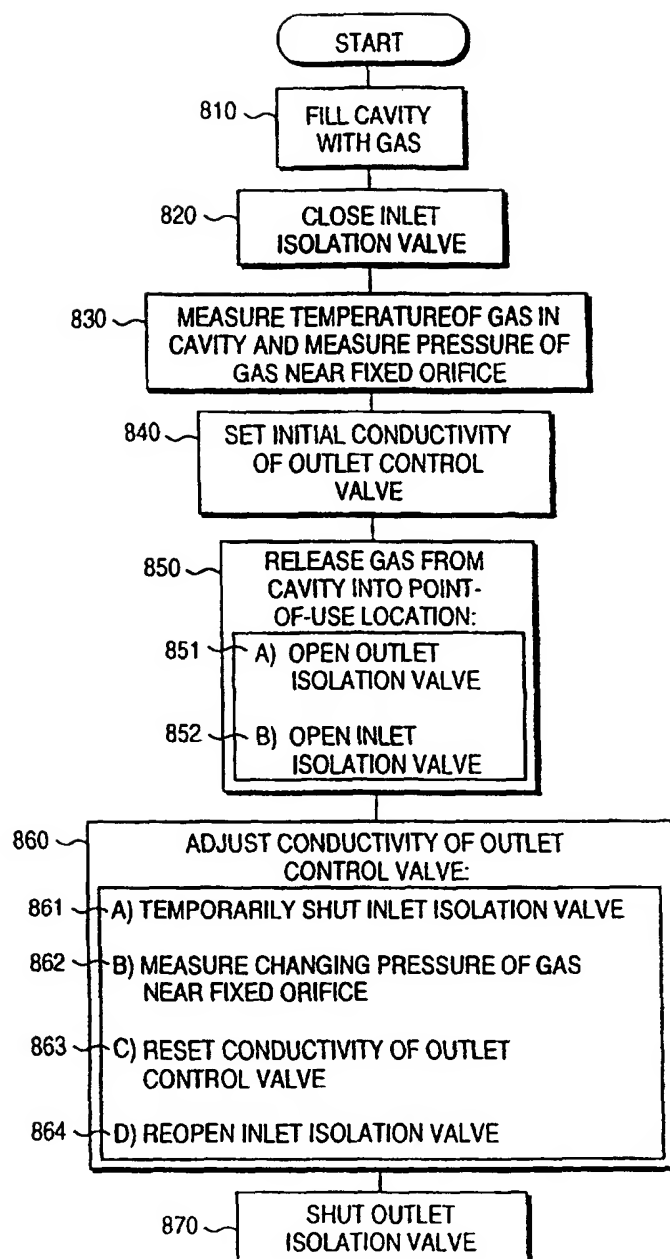 START
810
FILL CAVITY
WITH GAS
820
CLOSE INLET
ISOLATION VALVE
830
MEASURE TEMPERATUREOF GAS IN
CAVITY AND MEASURE PRESSURE OF
GAS NEAR FIXED ORIFICE
840
SET INITIAL CONDUCTIVITY
OF OUTLET CONTROL
VALVE
850
RELEASE GAS FROM
CAVITY INTO POINT-
OF-USE LOCATION:
851
A) OPEN OUTLET
ISOLATION VALVE
852
B) OPEN INLET
ISOLATION VALVE
860
ADJUST CONDUCTIVITY OF OUTLET
CONTROL VALVE:
861
A) TEMPORARILY SHUT INLET ISOLATION VALVE
862
B) MEASURE CHANGING PRESSURE OF GAS
NEAR FIXED ORIFICE
863
C) RESET CONDUCTIVITY OF OUTLET
CONTROL VALVE
864
D) REOPEN INLET ISOLATION VALVE
870
SHUT OUTLET
ISOLATION VALVE